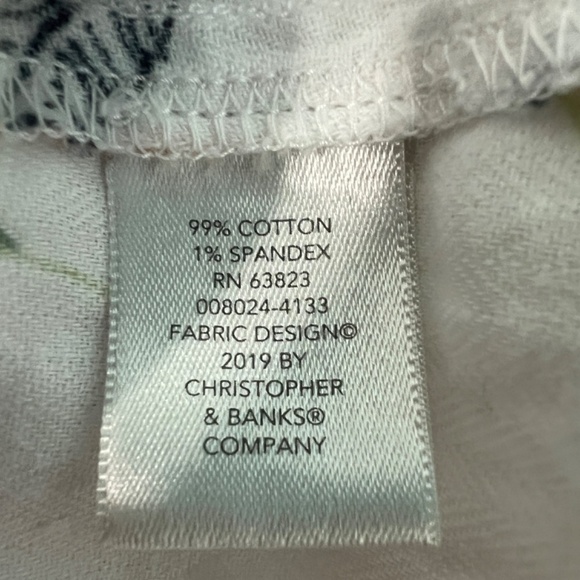 99% COTTON
1% SPANDEX
RN 63823
008024-4133
FABRIC DESIGN©
2019 BY
CHRISTOPHER
& BANKS®
COMPANY